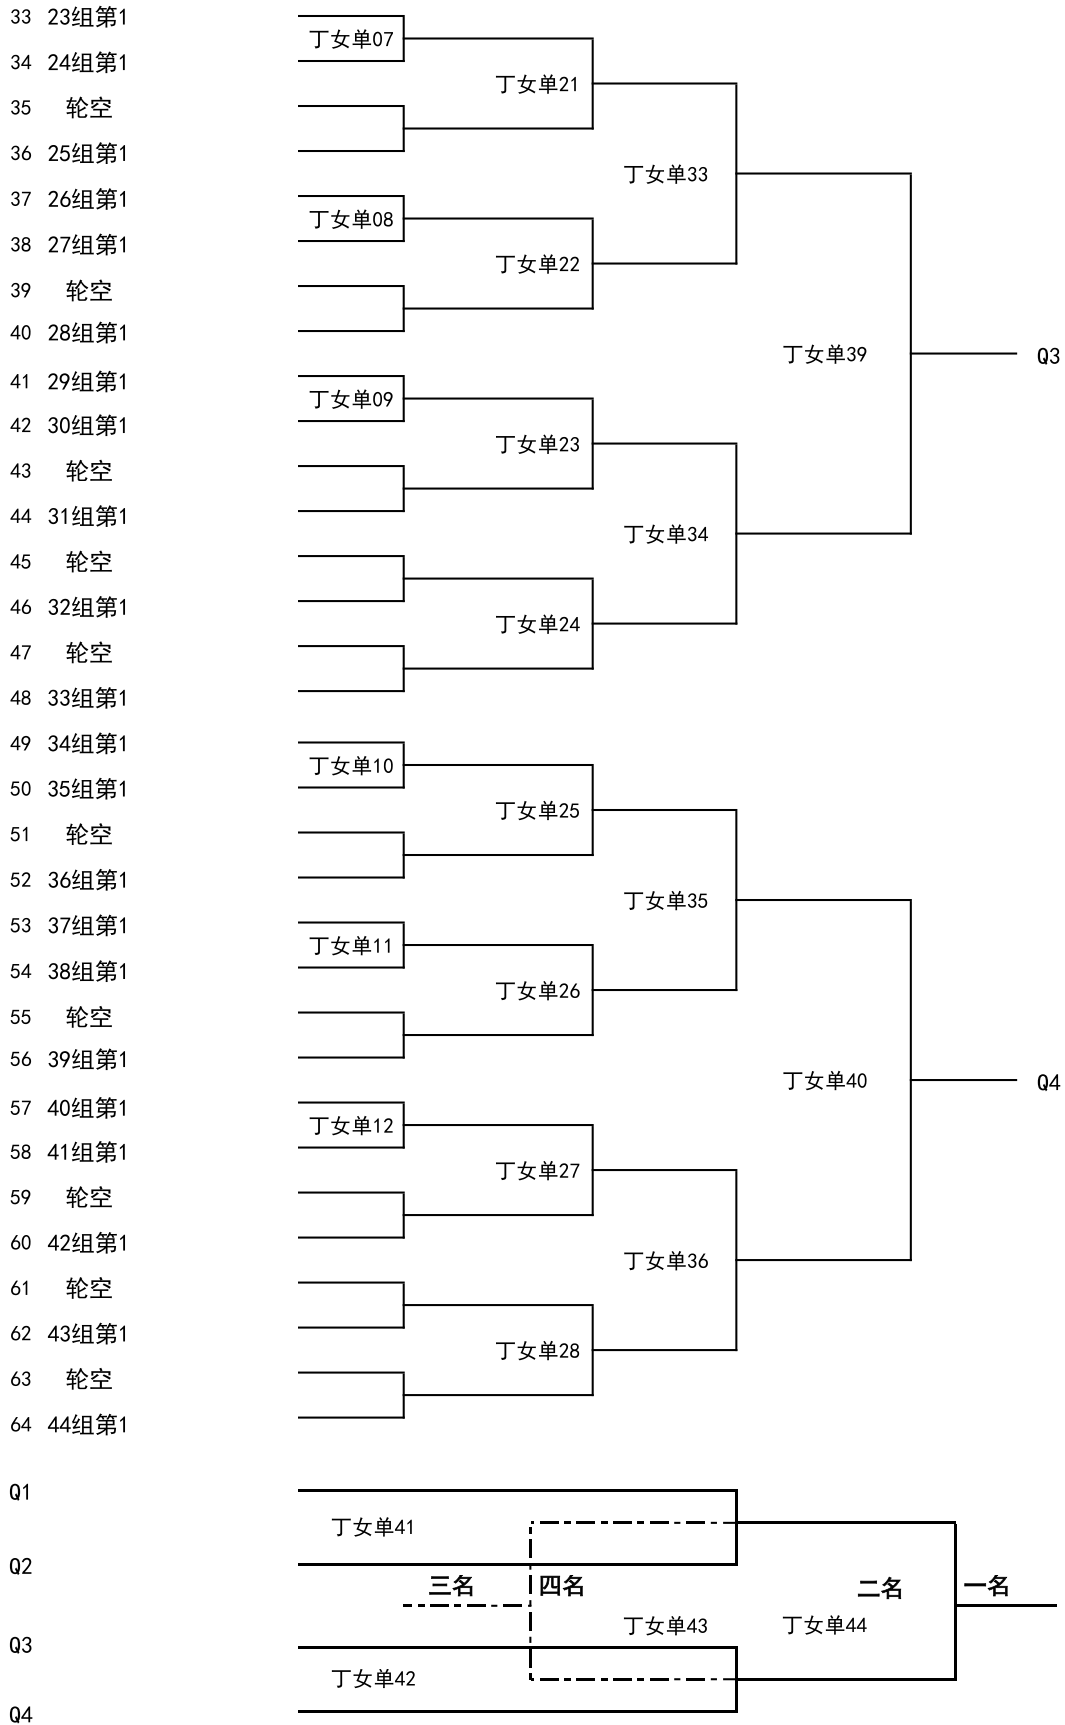 33 23组第1
丁女单07
34 24组第1
丁女单21
35 轮空
36 25组第1
丁女单33
37 26组第1
丁女单08
38 27组第1
丁女单22
39 轮空
40 28组第1
丁女单39
Q3
41 29组第1
丁女单09
42 30组第1
丁女单23
43 轮空
44 31组第1
丁女单34
45 轮空
46 32组第1
丁女单24
47 轮空
48 33组第1
49 34组第1
丁女单10
50 35组第1
丁女单25
51 轮空
52 36组第1
丁女单35
53 37组第1
丁女单11
54 38组第1
丁女单26
55 轮空
56 39组第1
丁女单40
Q4
57 40组第1
丁女单12
58 41组第1
丁女单27
59 轮空
60 42组第1
丁女单36
61 轮空
62 43组第1
丁女单28
63 轮空
64 44组第1
Q1
丁女单41
Q2
三名
四名
二名
一名
丁女单43
丁女单44
Q3
丁女单42
Q4